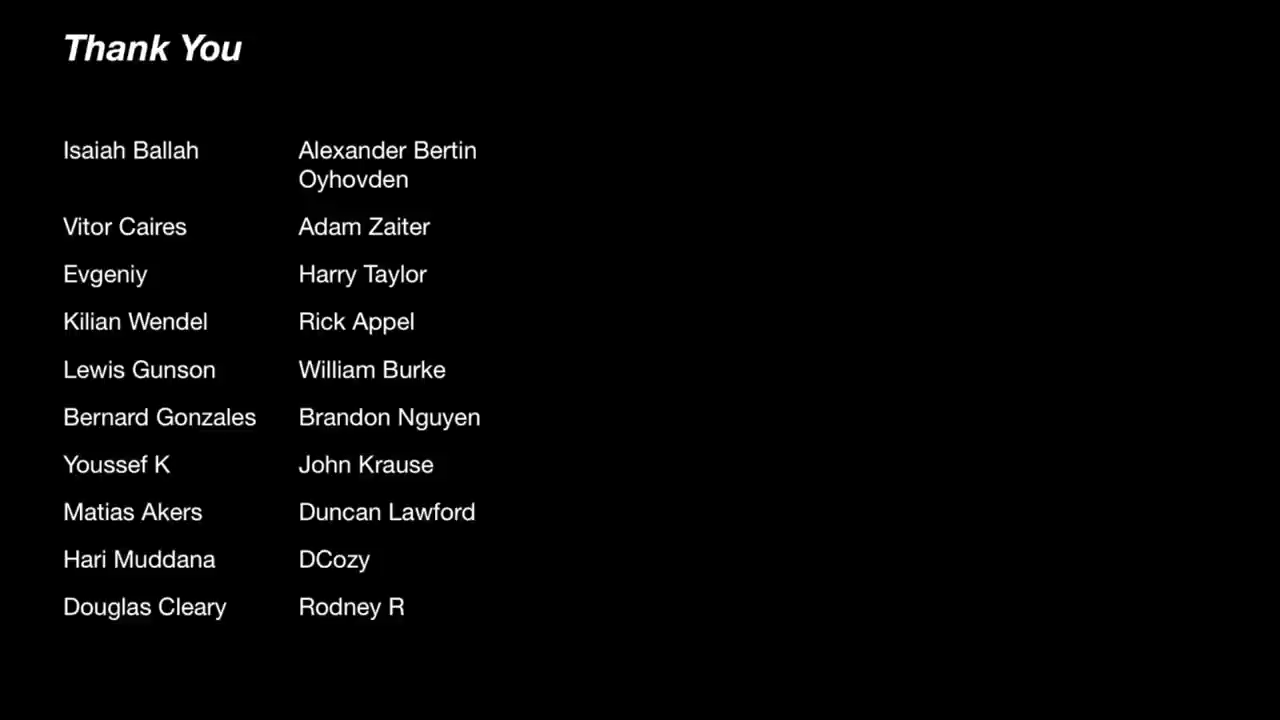 Thank You
Isaiah Ballah
Alexander Bertin
Oyhovden
Vitor Caires
Adam Zaiter
Evgeniy
Harry Taylor
Kilian Wendel
Rick Appel
Lewis Gunson
William Burke
Bernard Gonzales
Brandon Nguyen
Youssef K
John Krause
Matias Akers
Duncan Lawford
Hari Muddana
DCozy
Douglas Cleary
Rodney R